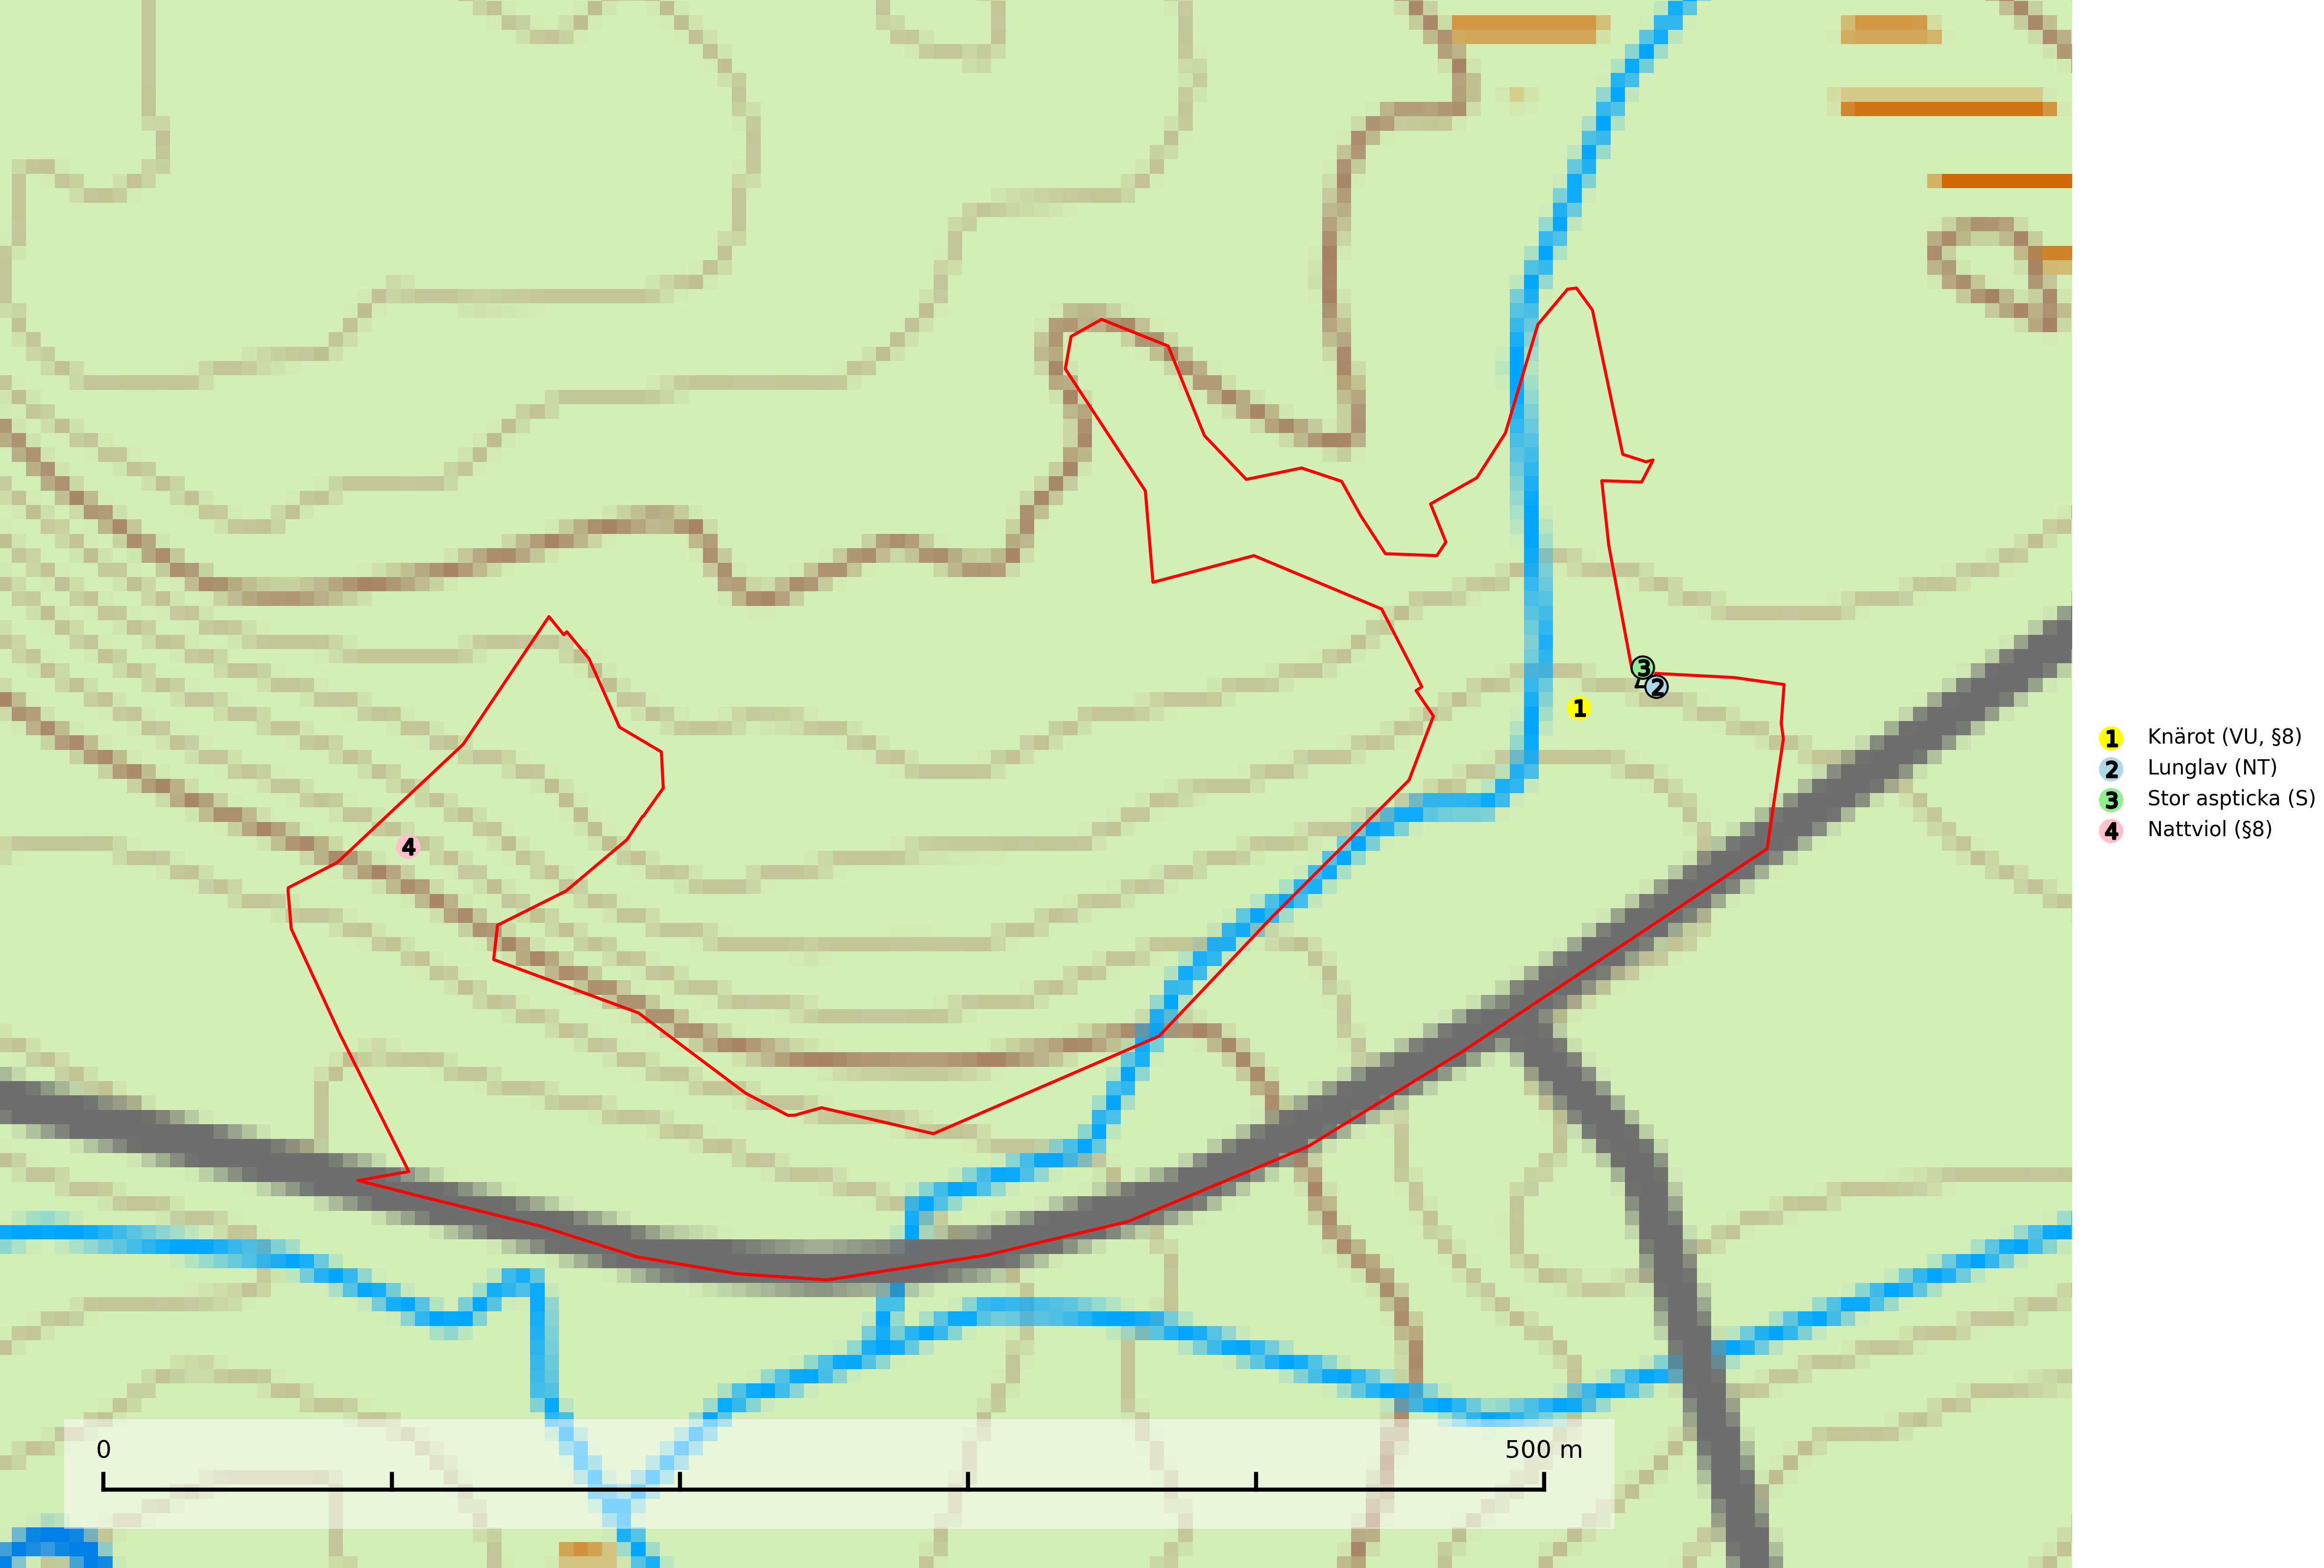 3
2
1
4
1 Knärot (VU, §8)
2 Lunglav (NT)
3 Stor aspticka (S)
4 Nattviol (§8)
0 500 m